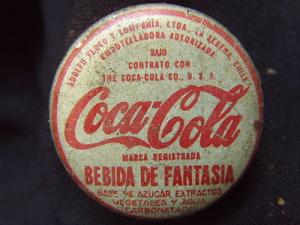 ADOLFO FLOTO Y COMPAÑIA, LTDA., LA SERENA, CHILE
EMBOTELLADORA AUTORIZADA
BAJO
CONTRATO CON
THE COCA-COLA CO., U.S.A.
Coca-Cola
MARCA REGISTRADA
BEBIDA DE FANTASIA
BASE DE AZUCAR EXTRACTOS
VEGETALES Y AGUA
CARBONATADA